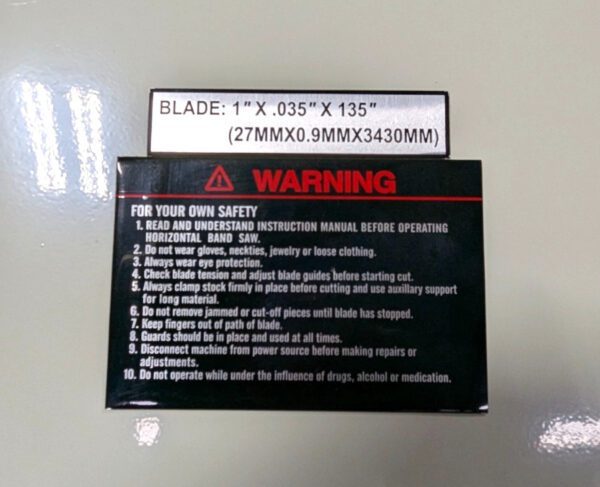 BLADE: 1" X .035" X 135"
(27MMX0.9MMX3430MM)
WARNING
FOR YOUR OWN SAFETY
1. READ AND UNDERSTAND INSTRUCTION MANUAL BEFORE OPERATING
HORIZONTAL BAND SAW.
2. Do not wear gloves, neckties, jewelry or loose clothing.
3. Always wear eye protection.
4. Check blade tension and adjust blade guides before starting cut.
5. Always clamp stock firmly in place before cutting and use auxillary support
for long material.
6. Do not remove jammed or cut-off pieces until blade has stopped.
7. Keep fingers out of path of blade.
8. Guards should be in place and used at all times.
9. Disconnect machine from power source before making repairs or
adjustments.
10. Do not operate while under the influence of drugs, alcohol or medication.